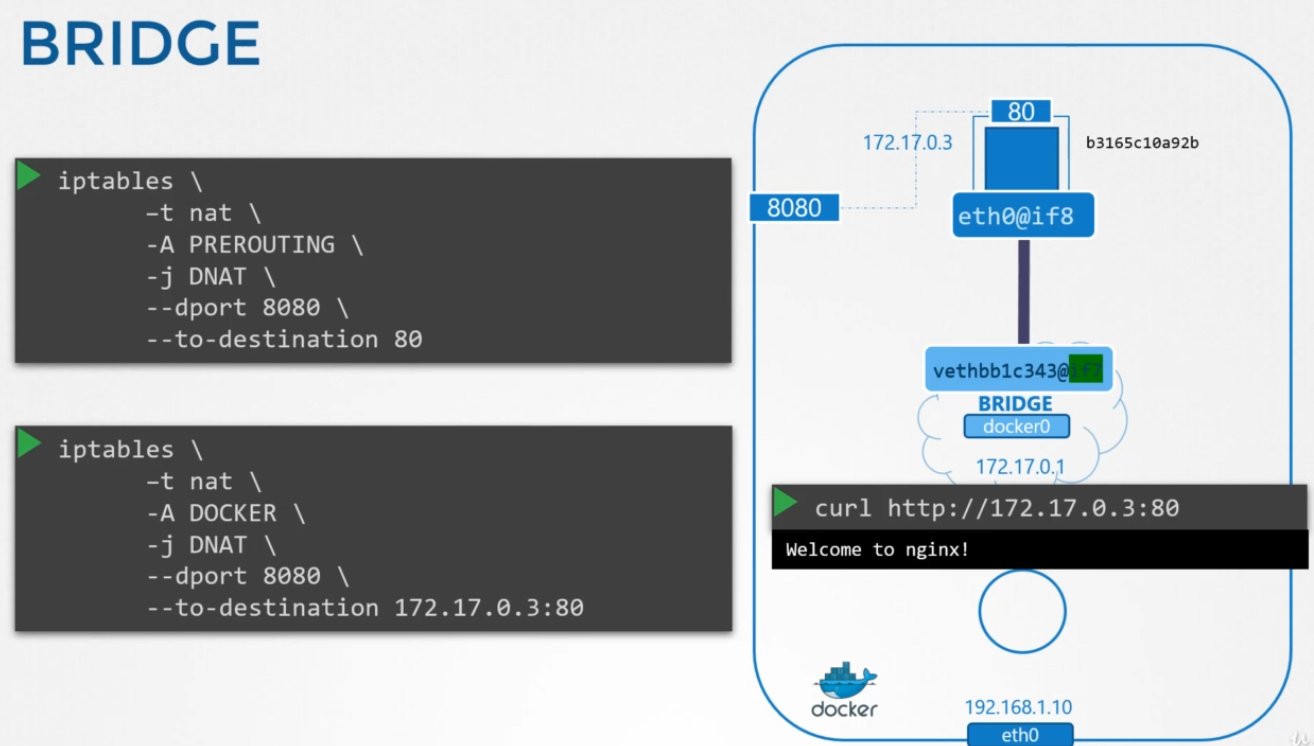 BRIDGE
iptables \
-t nat \
-A PREROUTING \
-j DNAT \
--dport 8080 \
--to-destination 80
iptables \
-t nat \
-A DOCKER \
-j DNAT \
--dport 8080 \
--to-destination 172.17.0.3:80
80
172.17.0.3
b3165c10a92b
8080
eth0@if8
vethbb1c343@if7
BRIDGE
docker0
172.17.0.1
curl http://172.17.0.3:80
Welcome to nginx!
docker
192.168.1.10
eth0